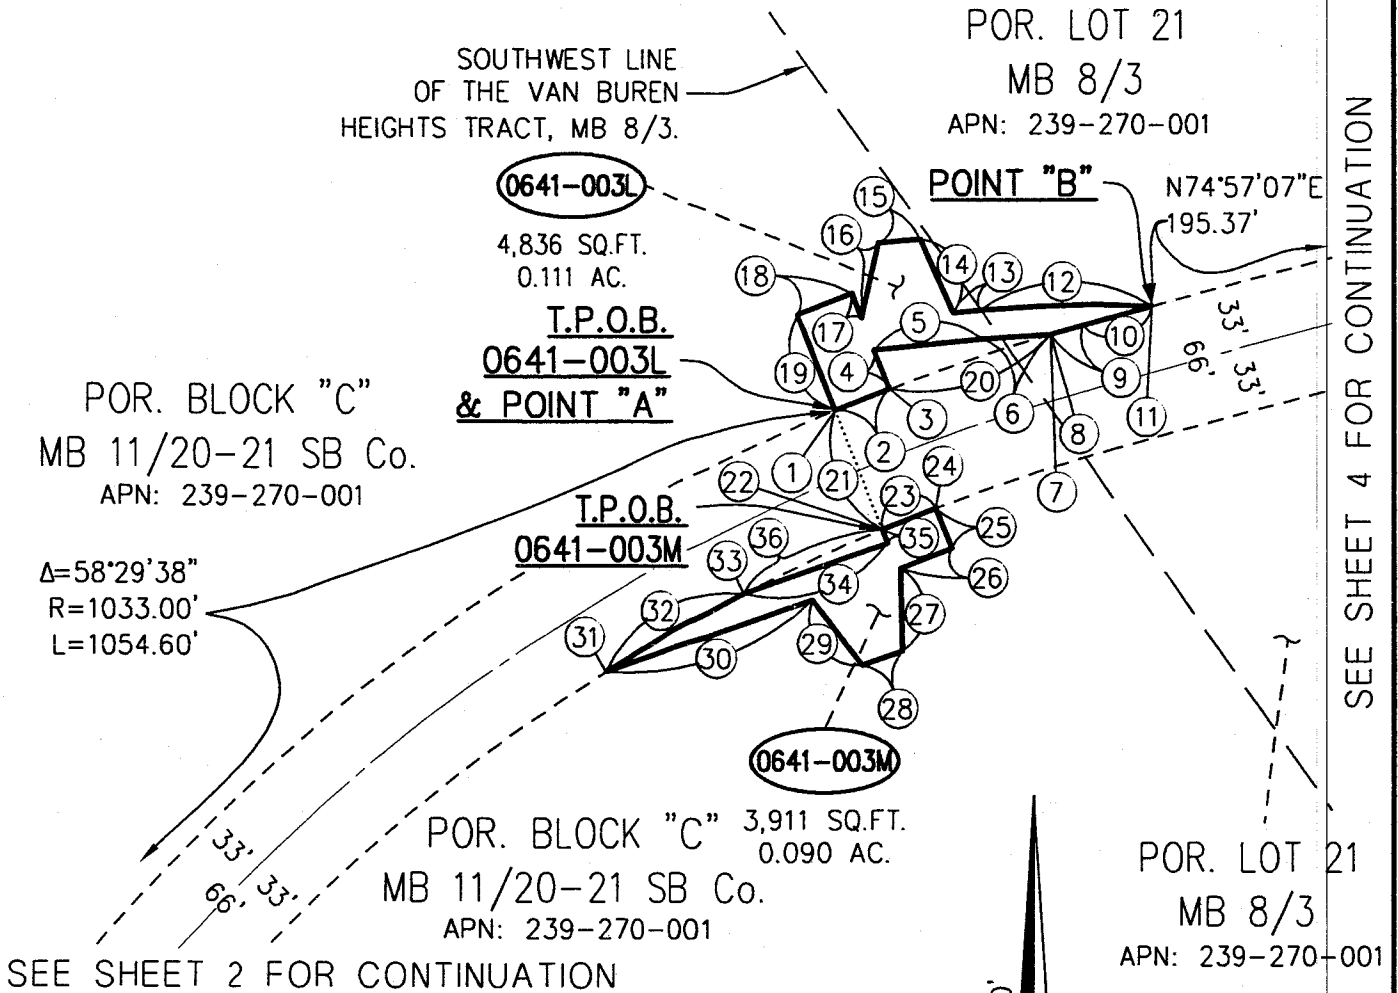 POR. LOT 21
MB 8/3
APN: 239-270-001
SOUTHWEST LINE
OF THE VAN BUREN
HEIGHTS TRACT, MB 8/3.
0641-003L
4,836 SQ.FT.
0.111 AC.
T.P.O.B.
0641-003L
& POINT "A"
POINT "B"
N74°57'07"E
195.37'
SEE SHEET 4 FOR CONTINUATION
15
16
14
13
12
18
17
5
10
19
4
20
9
3
6
8
11
2
1
21
7
22
23
24
33'
66'
33'
POR. BLOCK "C"
MB 11/20-21 SB Co.
APN: 239-270-001
T.P.O.B.
0641-003M
36
35
25
33
34
26
32
27
31
30
29
28
Δ=58°29'38"
R=1033.00'
L=1054.60'
0641-003M
3,911 SQ.FT.
0.090 AC.
33'
66'
33'
POR. BLOCK "C"
MB 11/20-21 SB Co.
APN: 239-270-001
POR. LOT 21
MB 8/3
APN: 239-270-001
SEE SHEET 2 FOR CONTINUATION